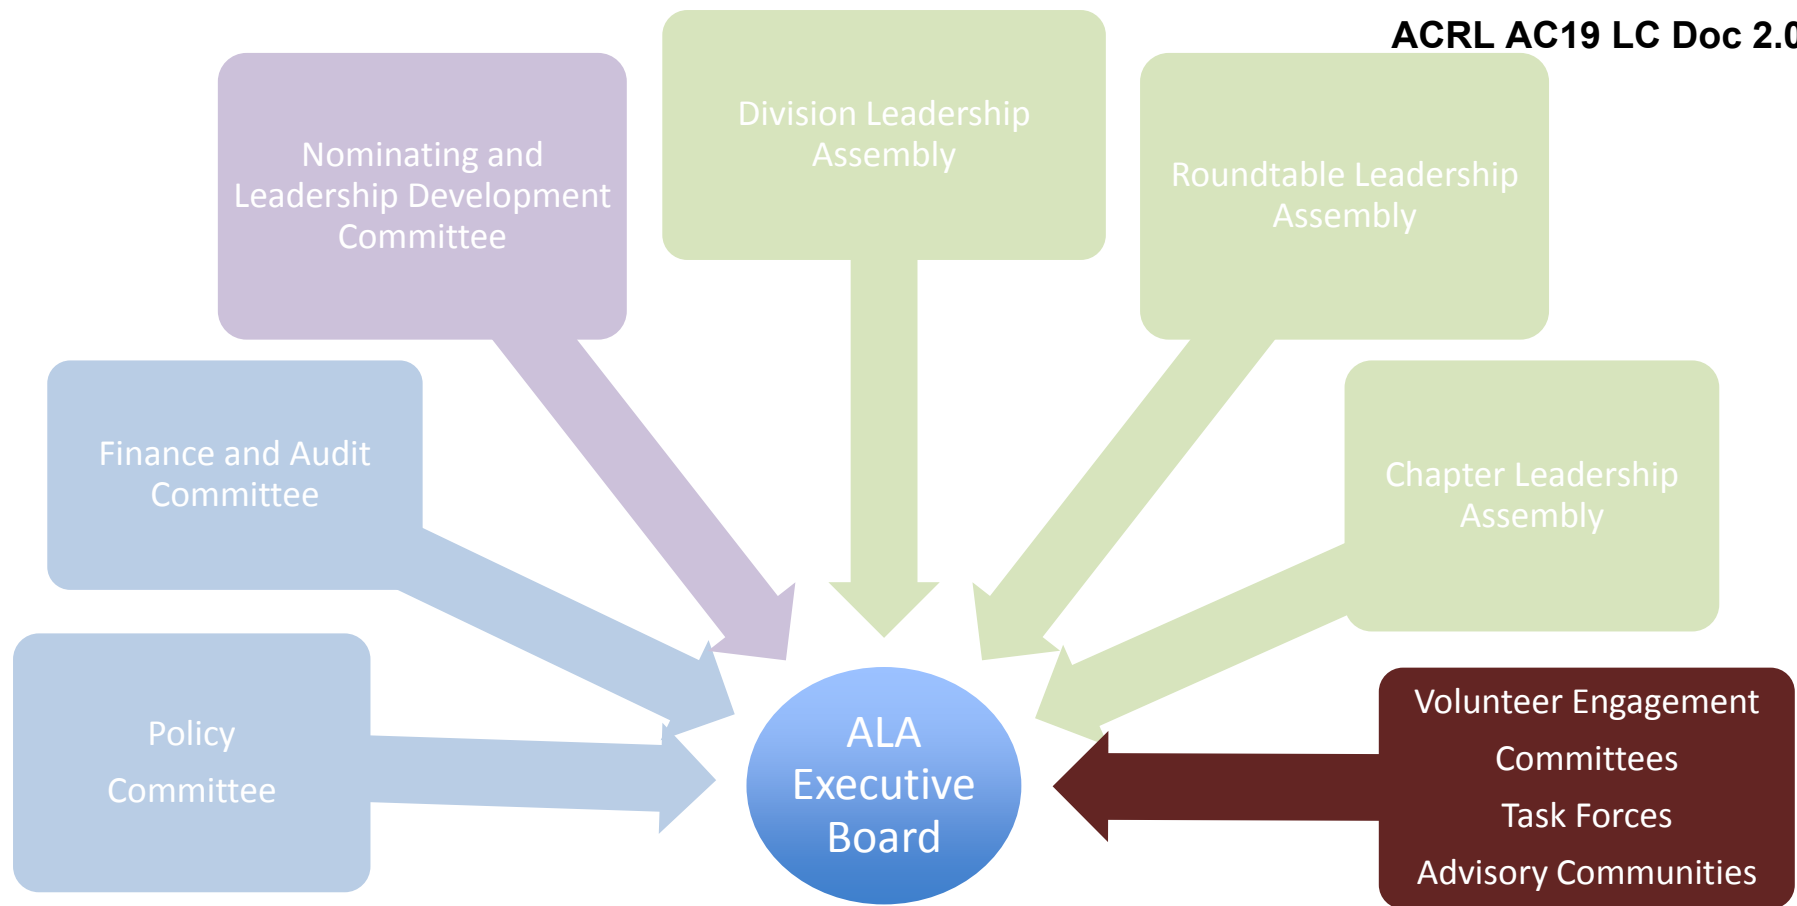 ACRL AC19 LC Doc 2.0
Division Leadership
Assembly
Nominating and
Leadership Development
Committee
Roundtable Leadership
Assembly
Finance and Audit
Committee
Chapter Leadership
Assembly
Policy
Committee
ALA
Executive
Board
Volunteer Engagement
Committees
Task Forces
Advisory Communities